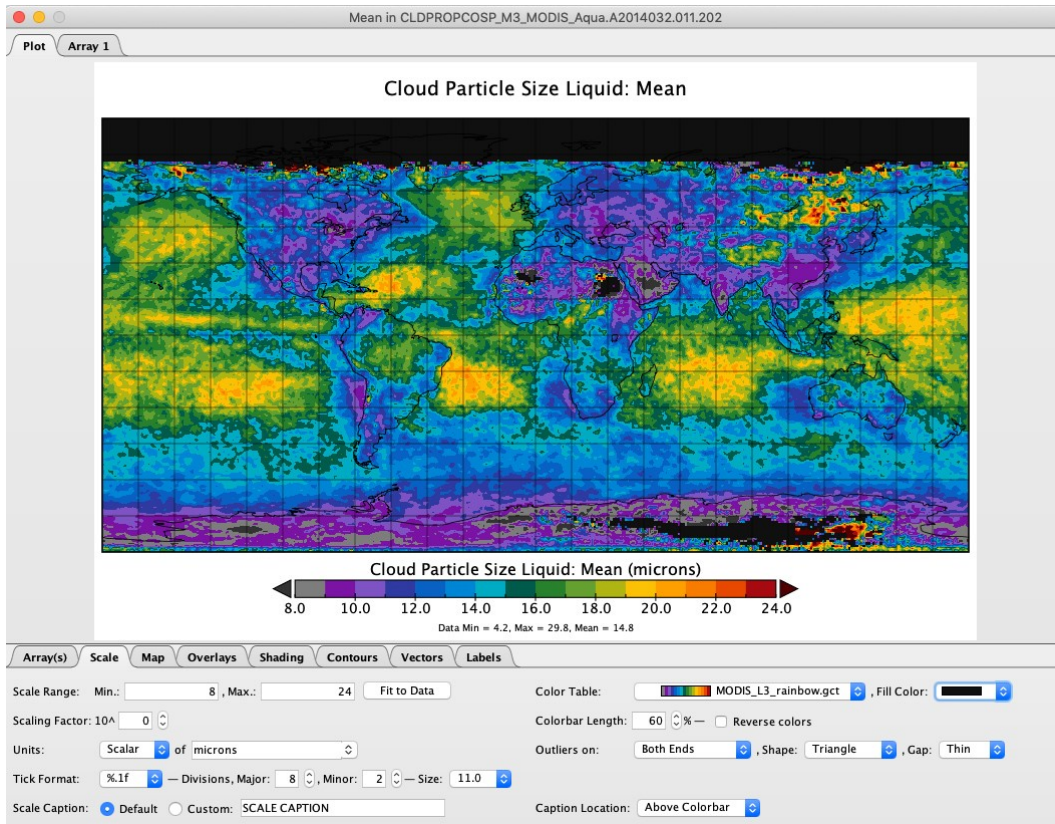 Mean in CLDPROPCOSP_M3_MODIS_Aqua.A2014032.011.202
Plot Array 1
Cloud Particle Size Liquid: Mean
Cloud Particle Size Liquid: Mean (microns)
8.0 10.0 12.0 14.0 16.0 18.0 20.0 22.0 24.0
Data Min = 4.2, Max = 29.8, Mean = 14.8
Array(s) Scale Map Overlays Shading Contours Vectors Labels
Scale Range: Min.: 8 , Max.: 24 Fit to Data Color Table: MODIS_L3_rainbow.gct , Fill Color:
Scaling Factor: 10^ 0 Colorbar Length: 60 % — Reverse colors
Units: Scalar of microns Outliers on: Both Ends , Shape: Triangle , Gap: Thin
Tick Format: %.1f — Divisions, Major: 8 , Minor: 2 — Size: 11.0
Scale Caption: Default Custom: SCALE CAPTION Caption Location: Above Colorbar